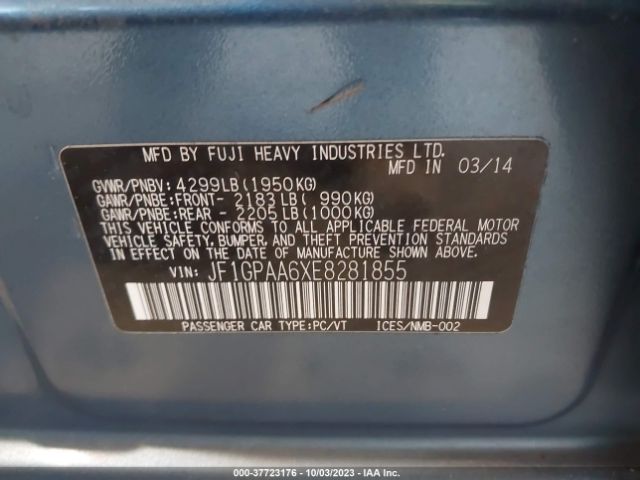 MFD BY FUJI HEAVY INDUSTRIES LTD.
MFD IN 03/14
GVWR/PNBV: 4299LB(1950KG)
GAWR/PNBE:FRONT- 2183LB( 990KG)
GAWR/PNBE:REAR - 2205LB(1000KG)
THIS VEHICLE CONFORMS TO ALL APPLICABLE FEDERAL MOTOR
VEHICLE SAFETY, BUMPER, AND THEFT PREVENTION STANDARDS
IN EFFECT ON THE DATE OF MANUFACTURE SHOWN ABOVE.
VIN: JF1GPAA6XE8281855
PASSENGER CAR TYPE:PC/VT ICES/NMB-002
000-37723176 - 10/03/2023 - IAA Inc.